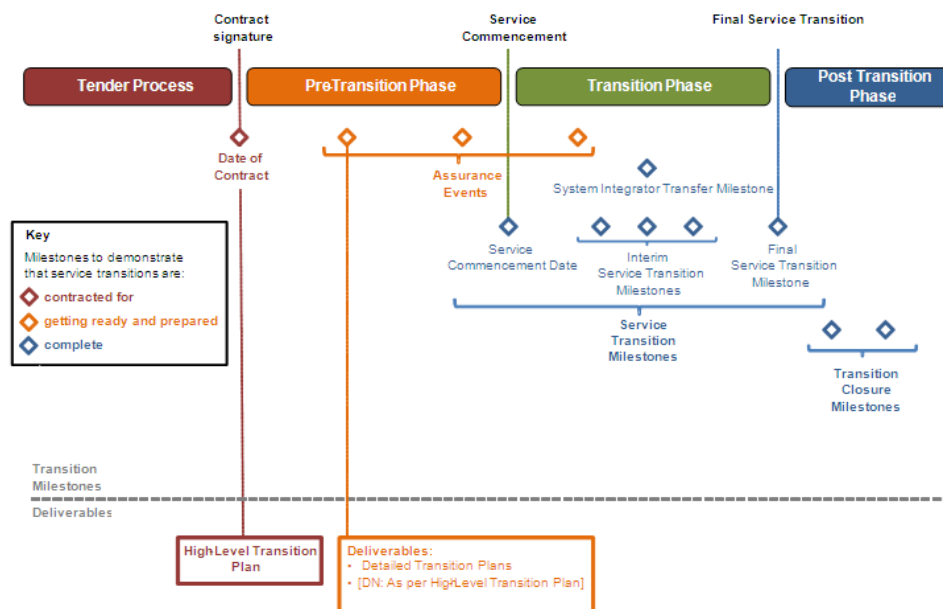 Contract
signature
Service
Commencement
Final Service Transition
Tender Process
Pre-Transition Phase
Transition Phase
Post Transition
Phase
Date of
Contract
Assurance
Events
System Integrator Transfer Milestone
Service
Commencement Date
Interim
Service Transition
Milestones
Final
Service Transition
Milestone
Service
Transition
Milestones
Transition
Closure
Milestones
Key
Milestones to demonstrate
that service transitions are:
contracted for
getting ready and prepared
complete
Transition
Milestones
Deliverables
High-Level Transition
Plan
Deliverables:
• Detailed Transition Plans
• [DN: As per High-Level Transition Plan]